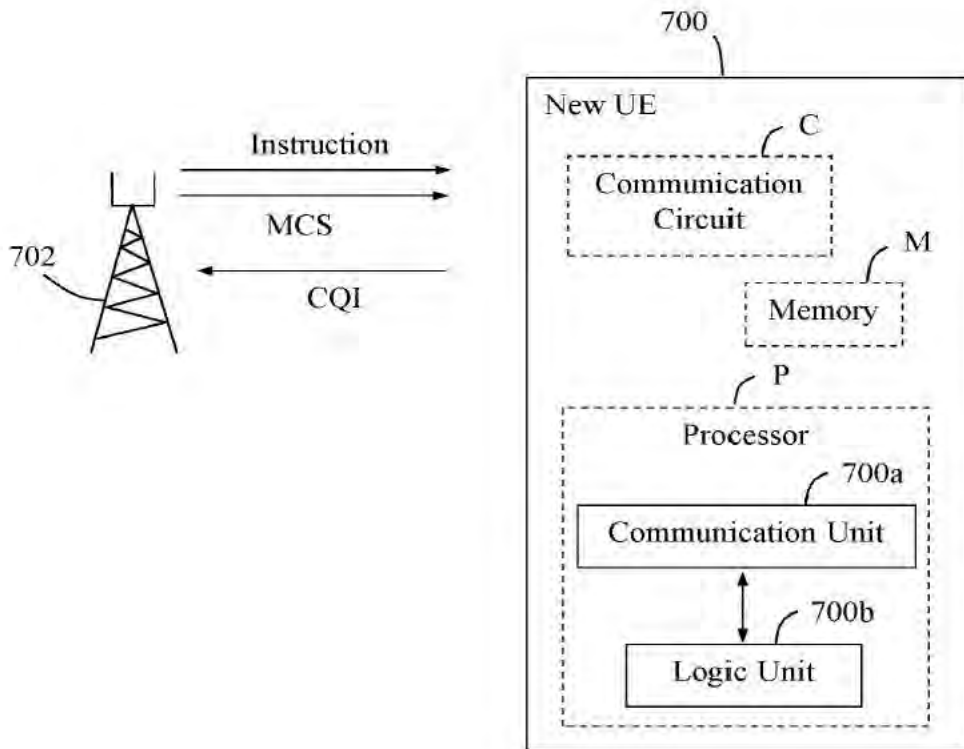 700
New UE
C
Instruction
Communication
Circuit
MCS
M
702
CQI
Memory
P
Processor
700a
Communication Unit
700b
Logic Unit